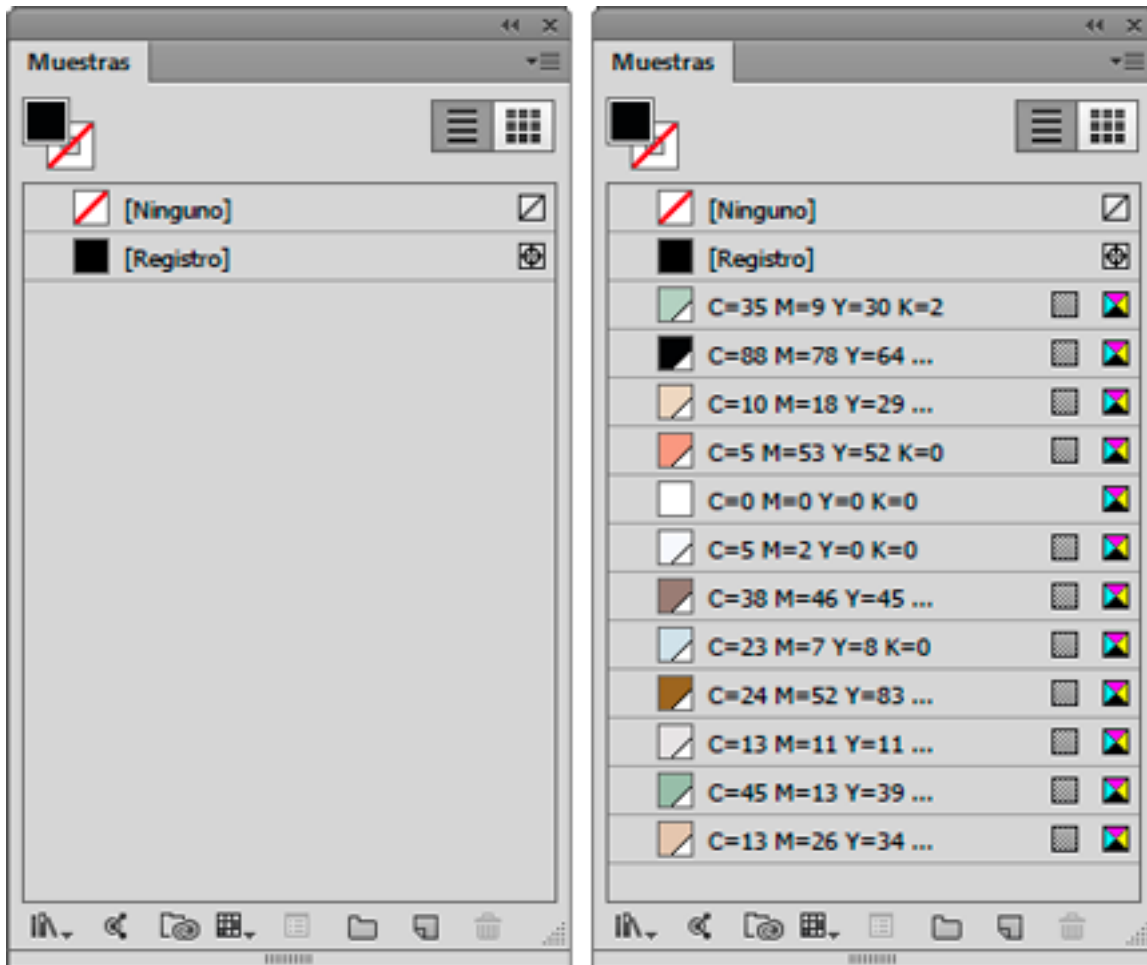 Muestras
[Ninguno]
[Registro]
Muestras
[Ninguno]
[Registro]
C=35 M=9 Y=30 K=2
C=88 M=78 Y=64 ...
C=10 M=18 Y=29 ...
C=5 M=53 Y=52 K=0
C=0 M=0 Y=0 K=0
C=5 M=2 Y=0 K=0
C=38 M=46 Y=45 ...
C=23 M=7 Y=8 K=0
C=24 M=52 Y=83 ...
C=13 M=11 Y=11 ...
C=45 M=13 Y=39 ...
C=13 M=26 Y=34 ...